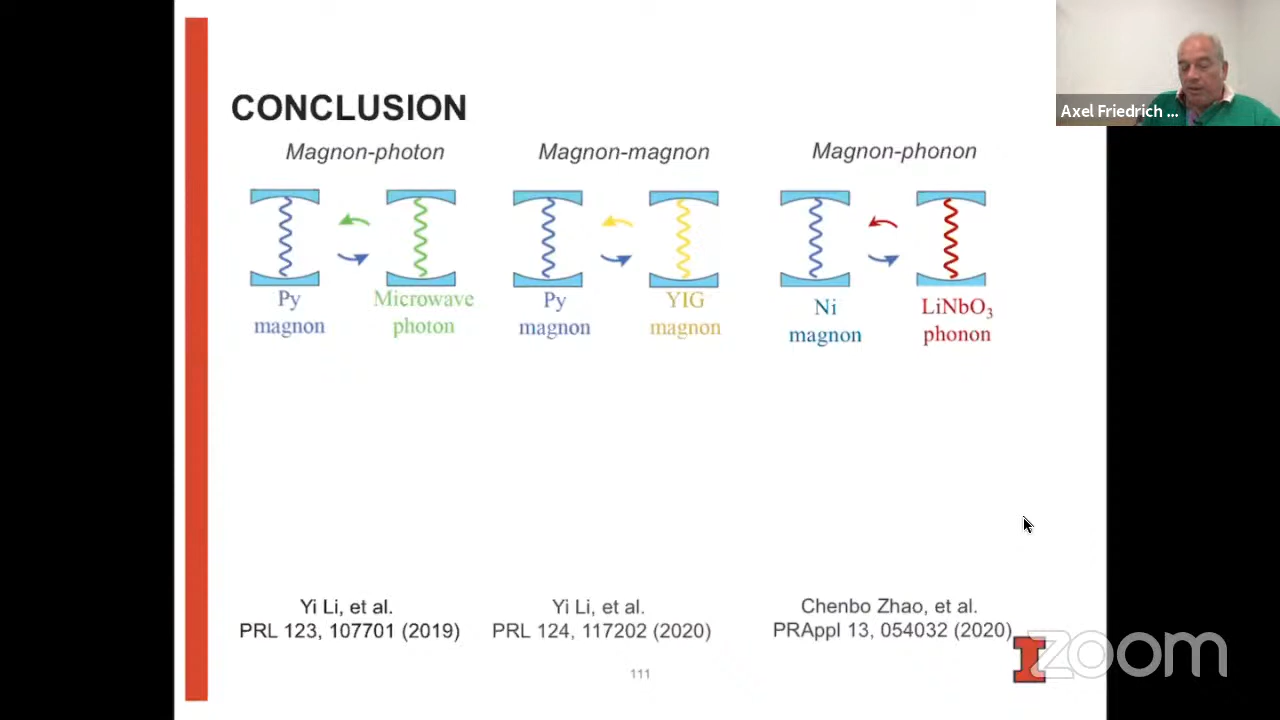 Axel Friedrich ...
CONCLUSION
Magnon-photon
Magnon-magnon
Magnon-phonon
Py
magnon
Microwave
photon
Py
magnon
YIG
magnon
Ni
magnon
LiNbO₃
phonon
Yi Li, et al.
PRL 123, 107701 (2019)
Yi Li, et al.
PRL 124, 117202 (2020)
Chenbo Zhao, et al.
PRAppl 13, 054032 (2020)
111
I
zoom